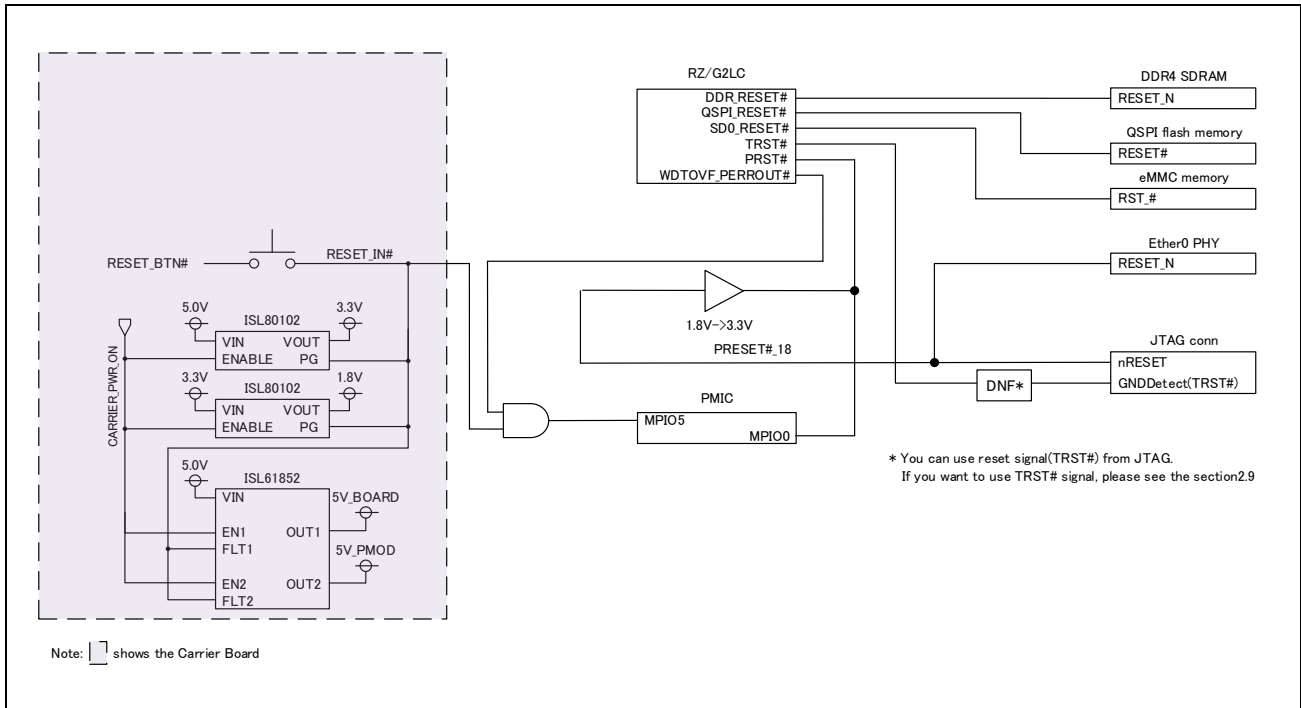 RZ/G2LC
DDR_RESET#
QSPI_RESET#
SD0_RESET#
TRST#
PRST#
WDTOVF_PERROUT#
DDR4 SDRAM
RESET_N
QSPI flash memory
RESET#
eMMC memory
RST_#
Ether0 PHY
RESET_N
JTAG conn
nRESET
GNDDetect(TRST#)
DNF*
RESET_BTN#
RESET_IN#
CARRIER_PWR_ON
5.0V
ISL80102
3.3V
VIN
VOUT
ENABLE
PG
3.3V
ISL80102
1.8V
VIN
VOUT
ENABLE
PG
5.0V
ISL61852
VIN
5V_BOARD
EN1
OUT1
FLT1
5V_PMOD
EN2
OUT2
FLT2
1.8V->3.3V
PRESET#_18
PMIC
MPIO5
MPIO0
* You can use reset signal(TRST#) from JTAG.
If you want to use TRST# signal, please see the section2.9
Note: shows the Carrier Board